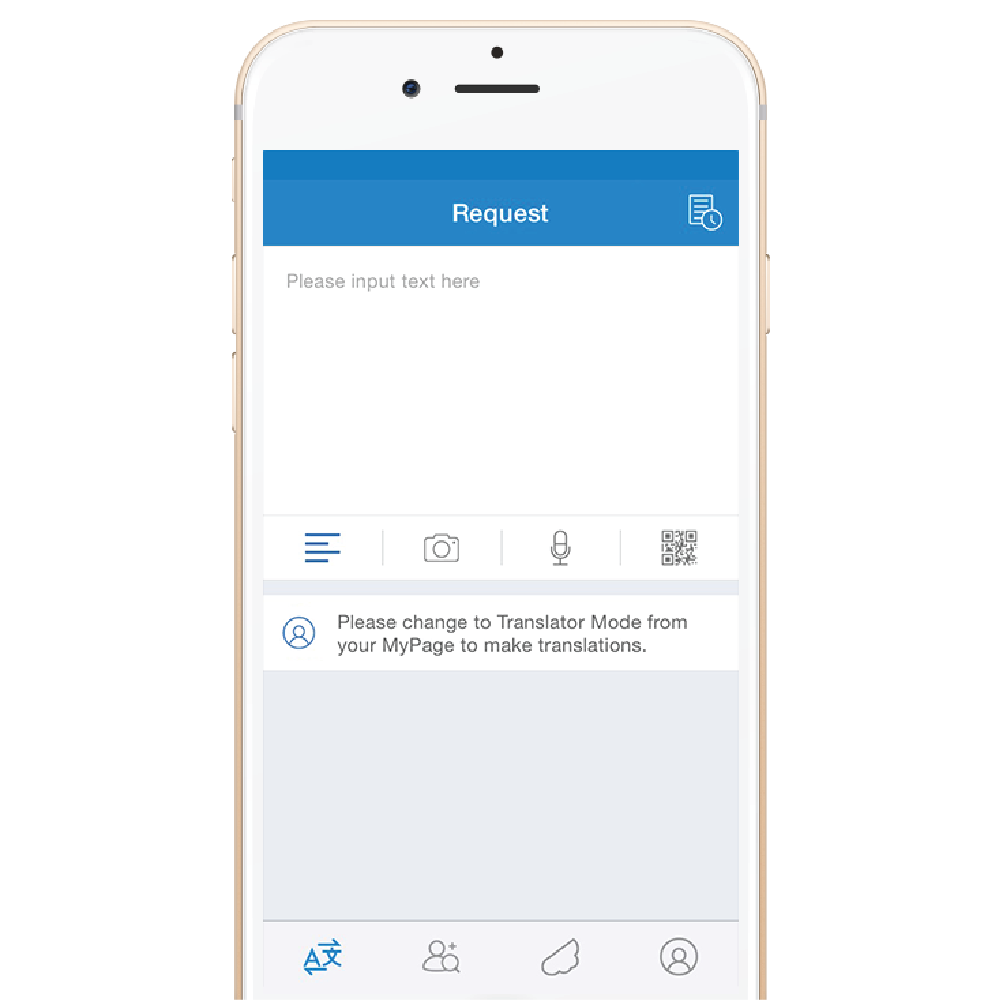 Request
Please input text here
Please change to Translator Mode from
your MyPage to make translations.
A文